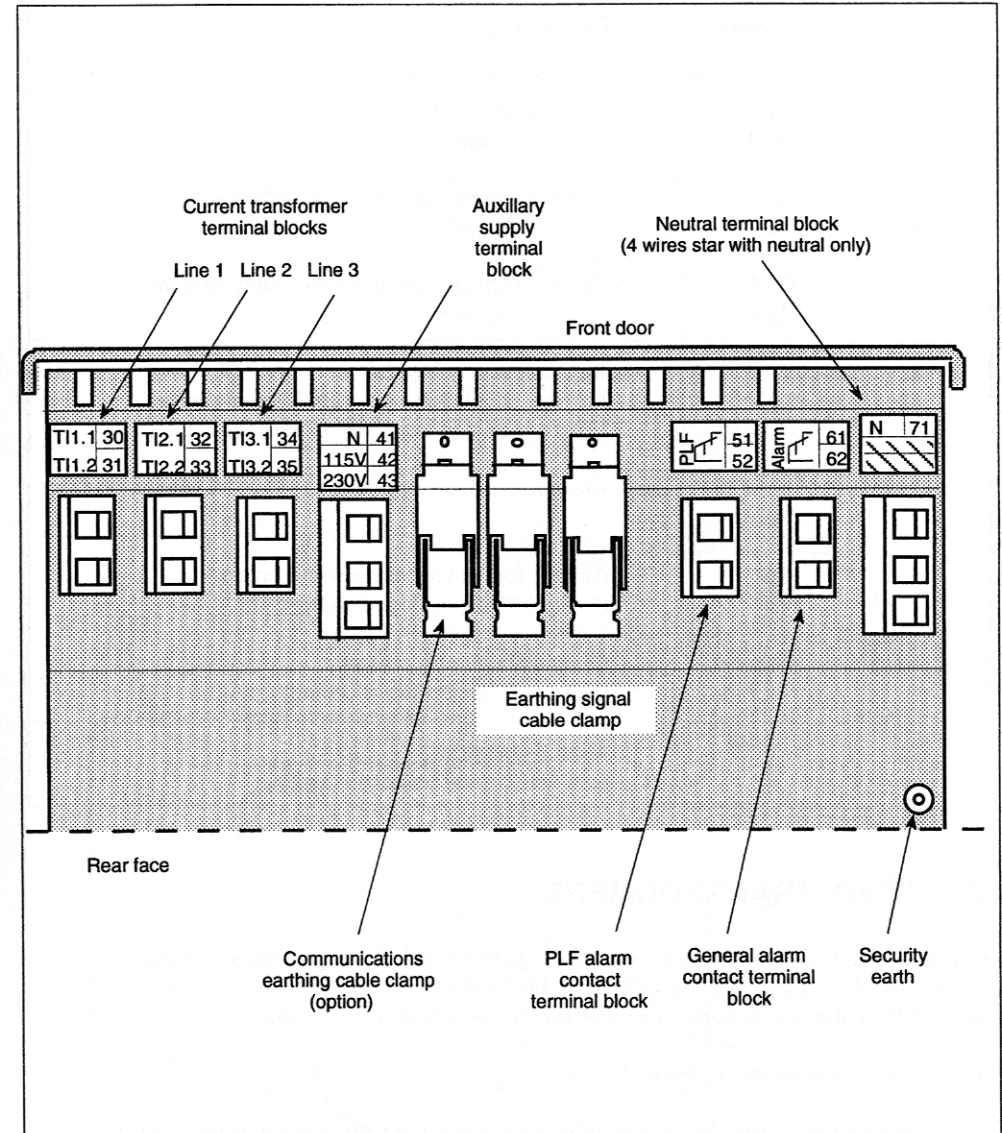 Current transformer
terminal blocks
Line 1 Line 2 Line 3
Auxillary
supply
terminal
block
Neutral terminal block
(4 wires star with neutral only)
Front door
TI1.1 30
TI1.2 31
TI2.1 32
TI2.2 33
TI3.1 34
TI3.2 35
N 41
115V 42
230V 43
PLF 51
52
Alarm 61
62
N 71
Earthing signal
cable clamp
Rear face
Communications
earthing cable clamp
(option)
PLF alarm
contact
terminal block
General alarm
contact terminal
block
Security
earth